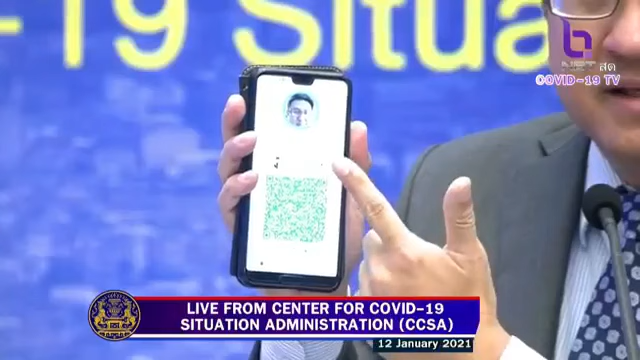 -19 Situa
NBT สด
COVID-19 TV
LIVE FROM CENTER FOR COVID-19
SITUATION ADMINISTRATION (CCSA)
12 January 2021